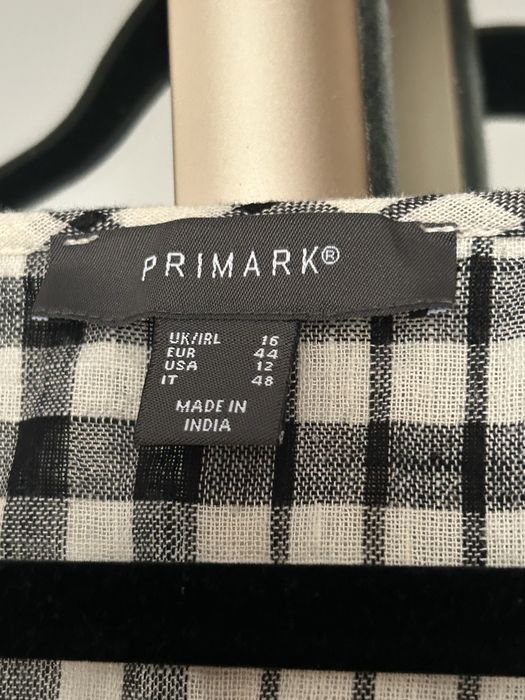 PRIMARK®
UK/IRL 16
EUR 44
USA 12
IT 48
MADE IN
INDIA